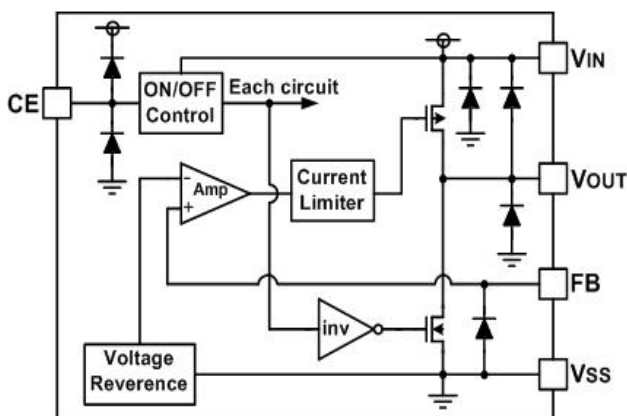 VIN
CE
ON/OFF
Control
Each circuit
-
Amp
+
Current
Limiter
VOUT
FB
inv
Voltage
Reverence
VSS